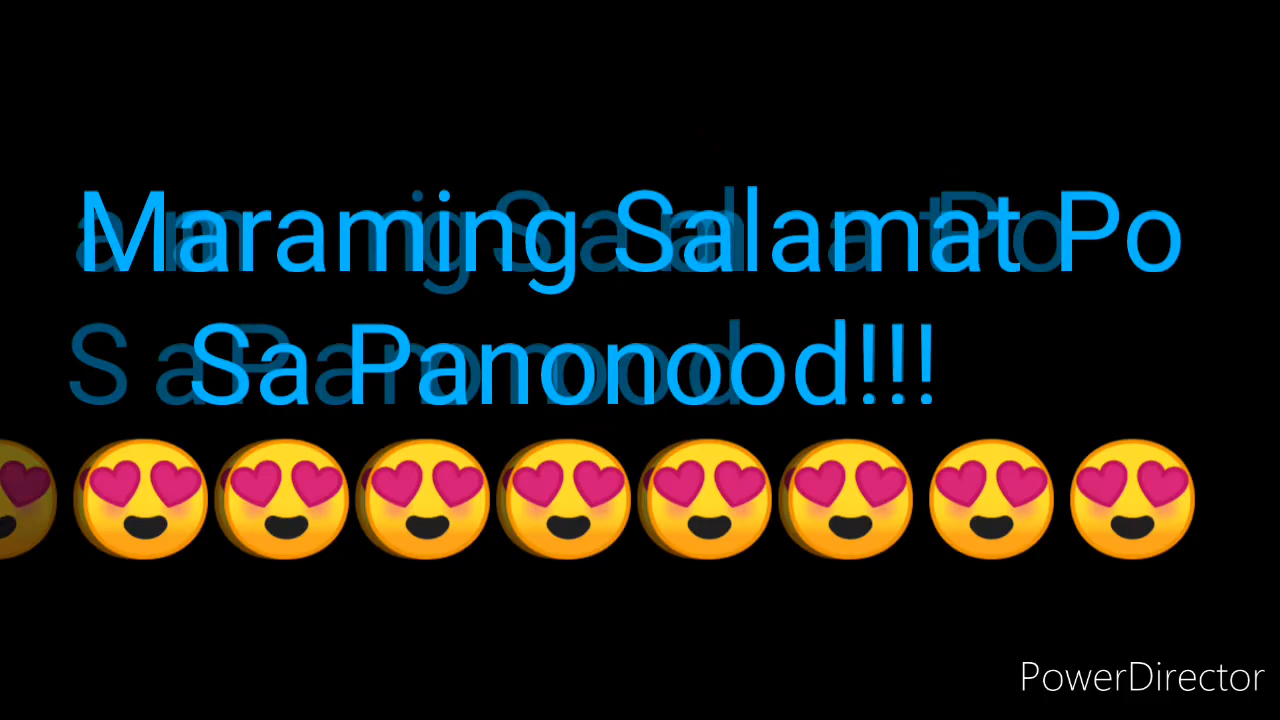 Maraming Salamat Po
Sa Panonood!!!
😍😍😍😍😍😍😍😍
PowerDirector